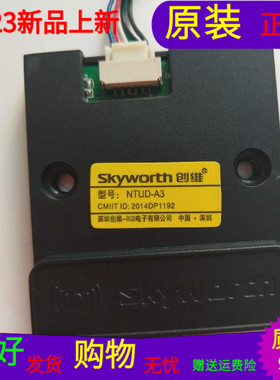 23新品上新
原装
Skyworth 创维®
型号: NTUD-A3
CMIIT ID: 2014DP1192
深圳创维-RGB电子有限公司 中国·深圳
Skyworth
好
购物
无忧
赠送运费险